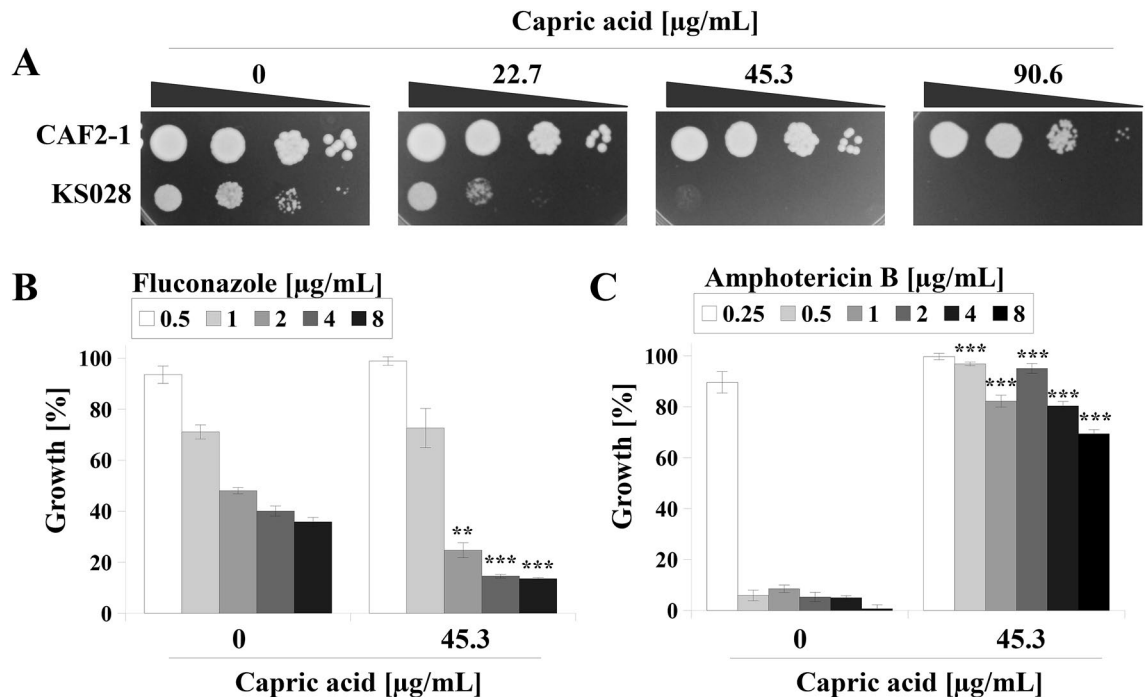 Capric acid [µg/mL]
A
0 22.7 45.3 90.6
CAF2-1
KS028
B
Fluconazole [µg/mL]
0.5 1 2 4 8
100
80
60
40
20
0
Growth [%]
** *** ***
0 45.3
Capric acid [µg/mL]
C
Amphotericin B [µg/mL]
0.25 0.5 1 2 4 8
100
80
60
40
20
0
Growth [%]
*** *** *** *** ***
0 45.3
Capric acid [µg/mL]